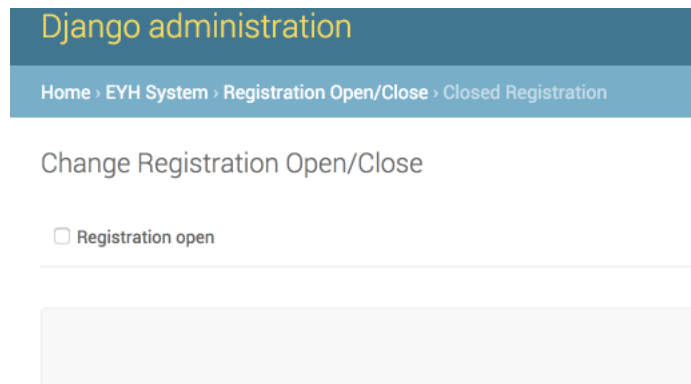 Django administration
Home › EYH System › Registration Open/Close › Closed Registration
Change Registration Open/Close
Registration open